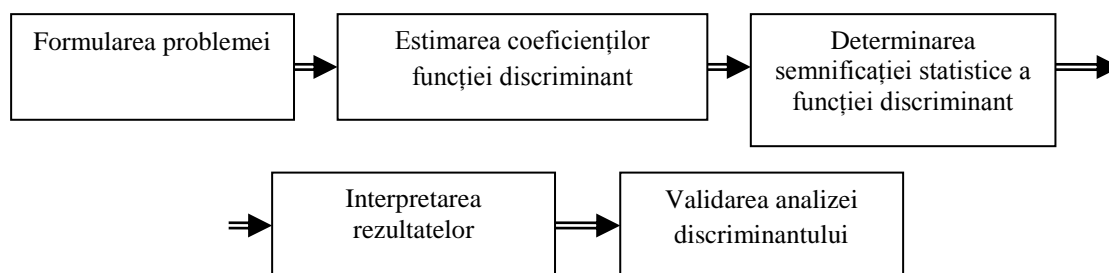 Formularea problemei
Estimarea coeficienților
funcției discriminant
Determinarea
semnificației statistice a
funcției discriminant
Interpretarea
rezultatelor
Validarea analizei
discriminantului